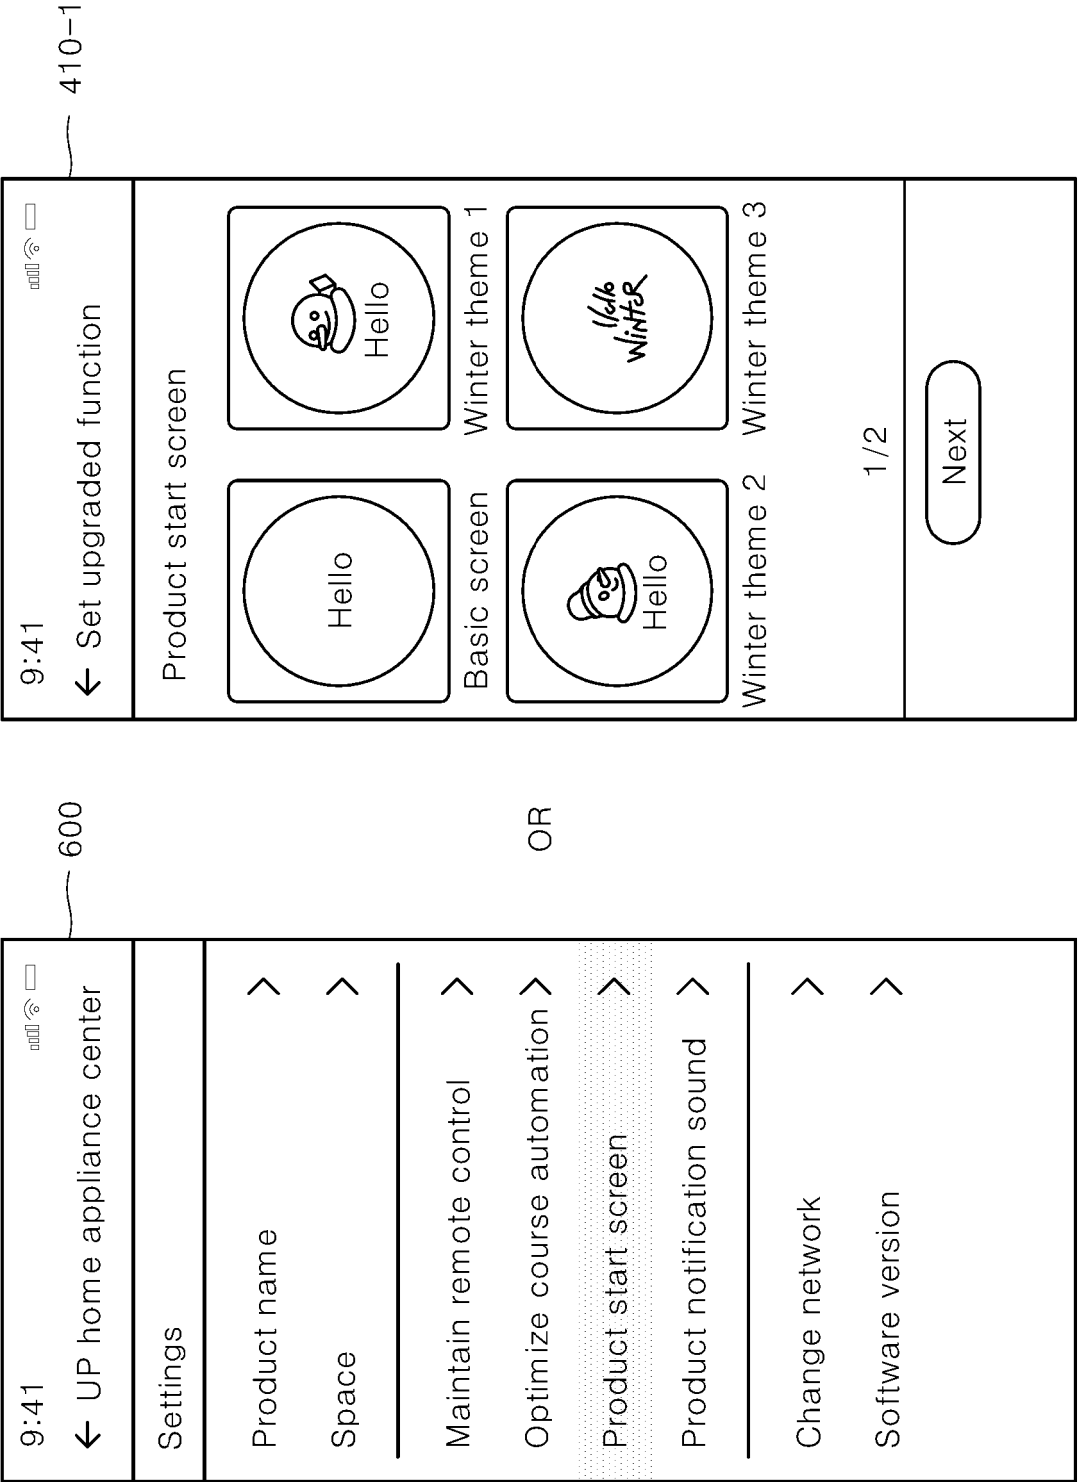 600
9:41
← UP home appliance center
Settings
Product name
Space
Maintain remote control
Optimize course automation
Product start screen
Product notification sound
Change network
Software version
OR
410-1
9:41
← Set upgraded function
Product start screen
Hello
Hello
Basic screen
Winter theme 1
Hello
Hello WINTER
Winter theme 2
Winter theme 3
1/2
Next